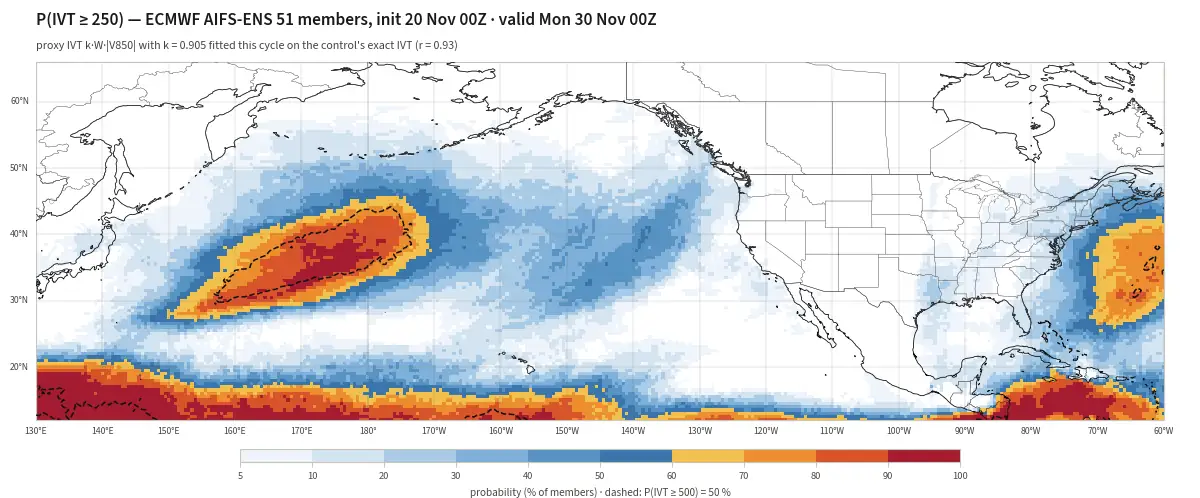 P(IVT ≥ 250) — ECMWF AIFS-ENS 51 members, init 20 Nov 00Z · valid Mon 30 Nov 00Z
proxy IVT k·W·|V850| with k = 0.905 fitted this cycle on the control's exact IVT (r = 0.93)
60°N
50°N
40°N
30°N
20°N
130°E 140°E 150°E 160°E 170°E 180° 170°W 160°W 150°W 140°W 130°W 120°W 110°W 100°W 90°W 80°W 70°W 60°W
5 10 20 30 40 50 60 70 80 90 100
probability (% of members) · dashed: P(IVT ≥ 500) = 50 %